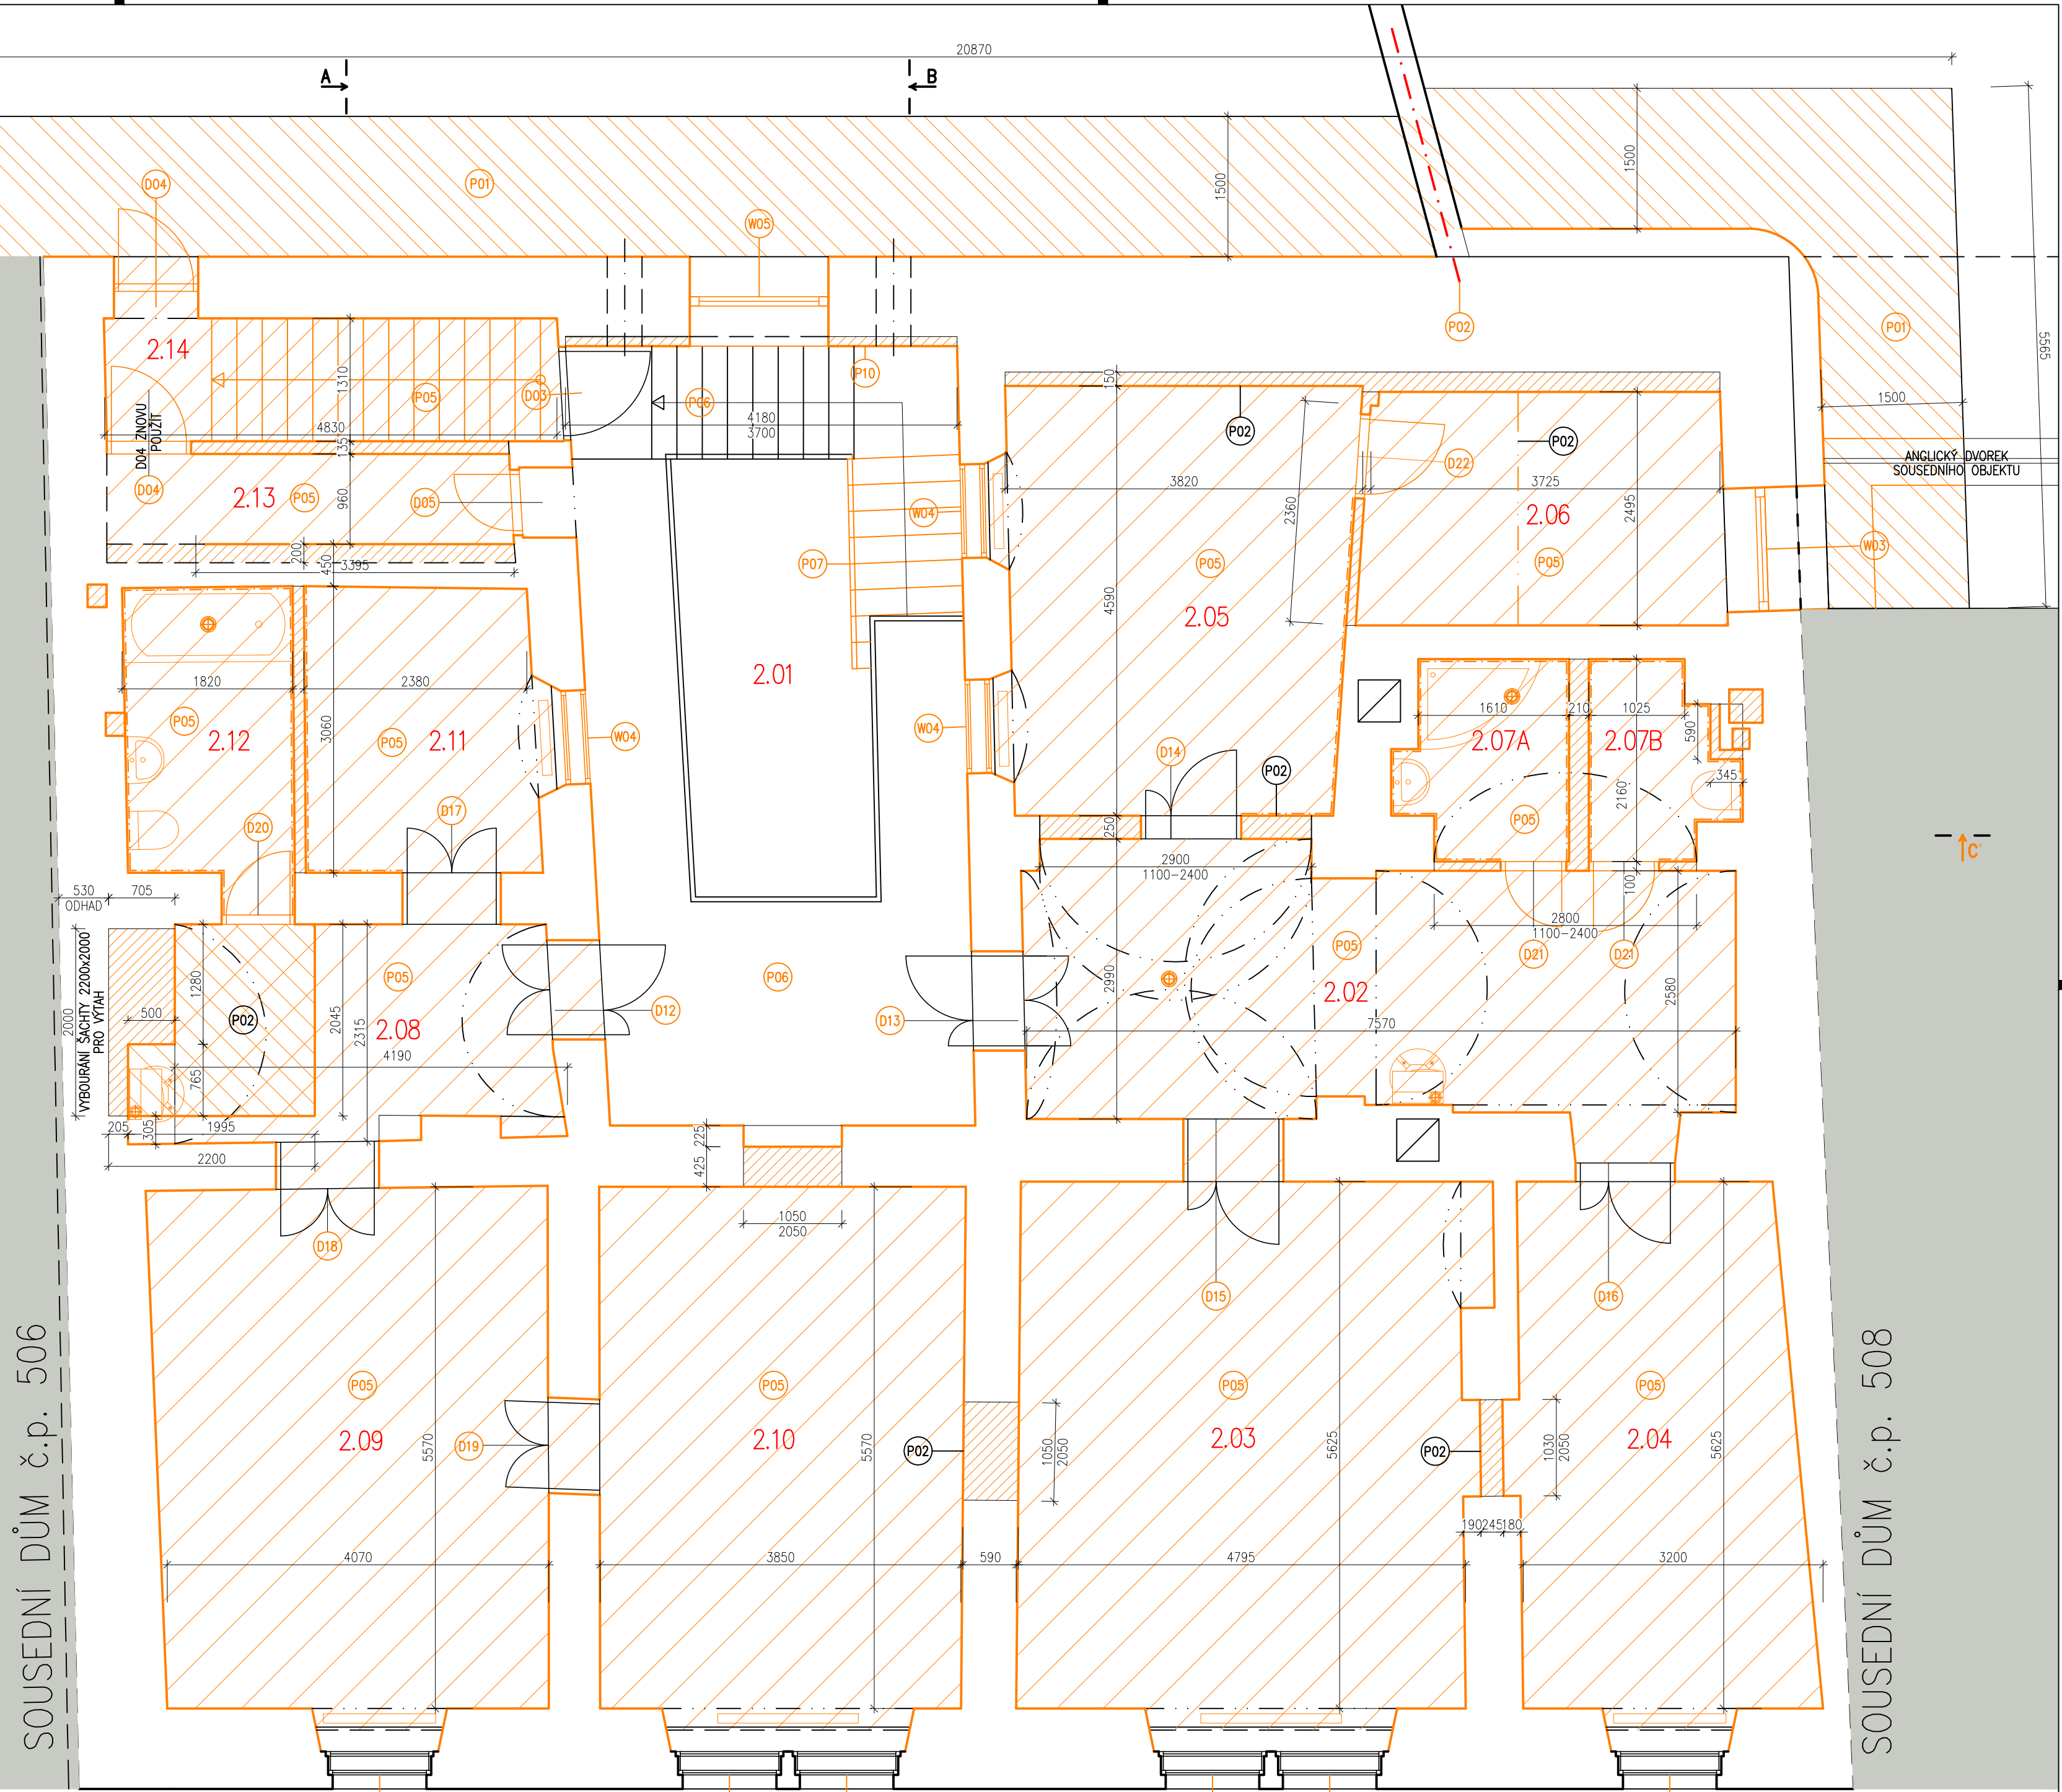 20870
A
B
D04
P01
W05
1500
1500
P02
P01
5565
2.14
1310
P05
D03
P06
P10
4180
3700
4830
135
D04 ZNOVU
POUŽÍT
D04
2.13
P05
D05
960
200
450
3395
150
P02
P02
D22
3820
3725
2360
2495
2.06
P05
1500
ANGLICKÝ DVOREK
SOUSEDNÍHO OBJEKTU
W03
W04
P07
P05
4590
2.05
2.01
1820
2380
P05
2.12
3060
P05
2.11
W04
W04
D17
D20
D14
P02
1610
210
1025
590
2.07A
2.07B
345
2160
P05
250
2900
1100-2400
100
2800
1100-2400
D21
D21
C'
530
ODHAD
705
2000
VYBOURÁNÍ ŠACHTY 2200x2000
PRO VÝTAH
1280
500
P02
765
2045
2315
P05
2.08
4190
205
305
1995
2200
D12
P06
D13
2990
P05
2.02
7570
2580
225
425
1050
2050
D18
D15
D16
P05
2.09
5570
D19
P05
2.10
5570
P02
1050
2050
P05
2.03
5625
P02
1030
2050
P05
2.04
5625
190
245
180
4070
3850
590
4795
3200
SOUSEDNÍ DŮM č.p. 506
SOUSEDNÍ DŮM č.p. 508